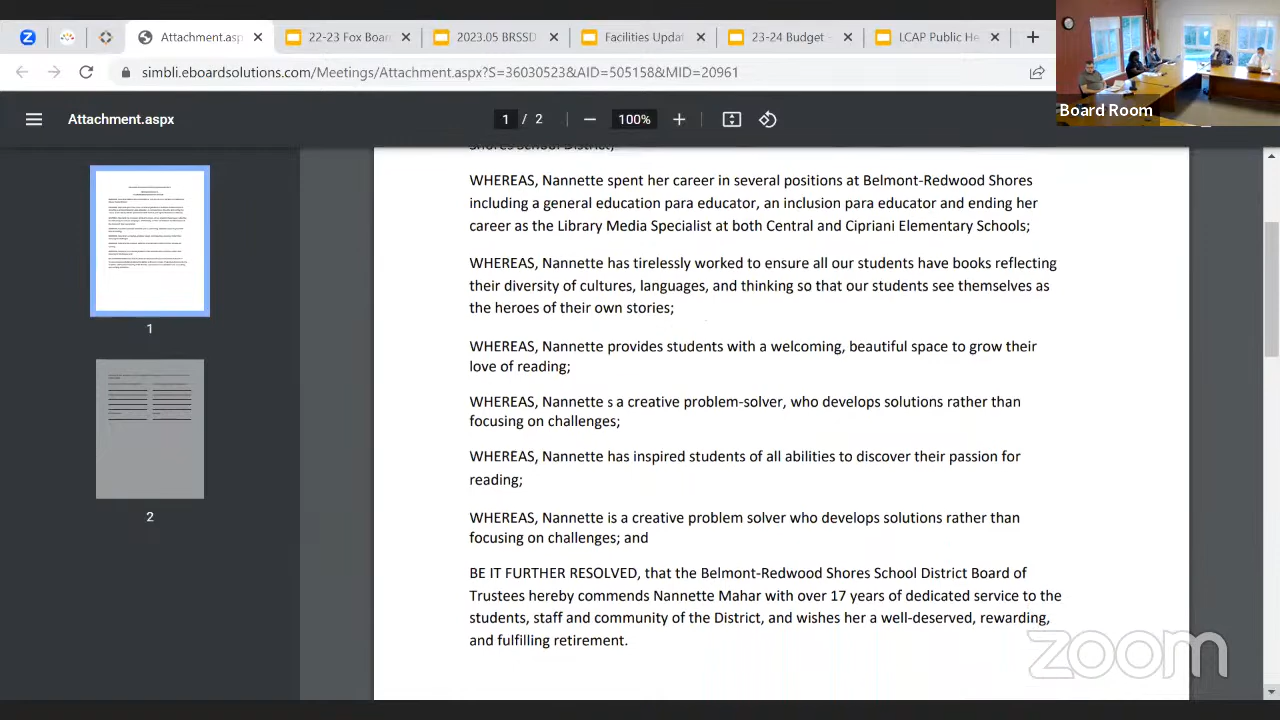 Attachment.asp
22-23 Fox Boar
2023.05 BRSSD
Facilities Updat
23-24 Budget
LCAP Public He
simbli.eboardsolutions.com/Meetings/Attachment.aspx?S=36030523&AID=505158&MID=20961
Board Room
Attachment.aspx
1 / 2
100%
Shores School District;
WHEREAS, Nannette spent her career in several positions at Belmont-Redwood Shores
including a general education para educator, an inclusion para educator and ending her
career as the Library Media Specialist at both Central and Cipriani Elementary Schools;
WHEREAS, Nannette has tirelessly worked to ensure all our students have books reflecting
their diversity of cultures, languages, and thinking so that our students see themselves as
the heroes of their own stories;
WHEREAS, Nannette provides students with a welcoming, beautiful space to grow their
love of reading;
WHEREAS, Nannette s a creative problem-solver, who develops solutions rather than
focusing on challenges;
WHEREAS, Nannette has inspired students of all abilities to discover their passion for
reading;
WHEREAS, Nannette is a creative problem solver who develops solutions rather than
focusing on challenges; and
BE IT FURTHER RESOLVED, that the Belmont-Redwood Shores School District Board of
Trustees hereby commends Nannette Mahar with over 17 years of dedicated service to the
students, staff and community of the District, and wishes her a well-deserved, rewarding,
and fulfilling retirement.
1
2
zoom